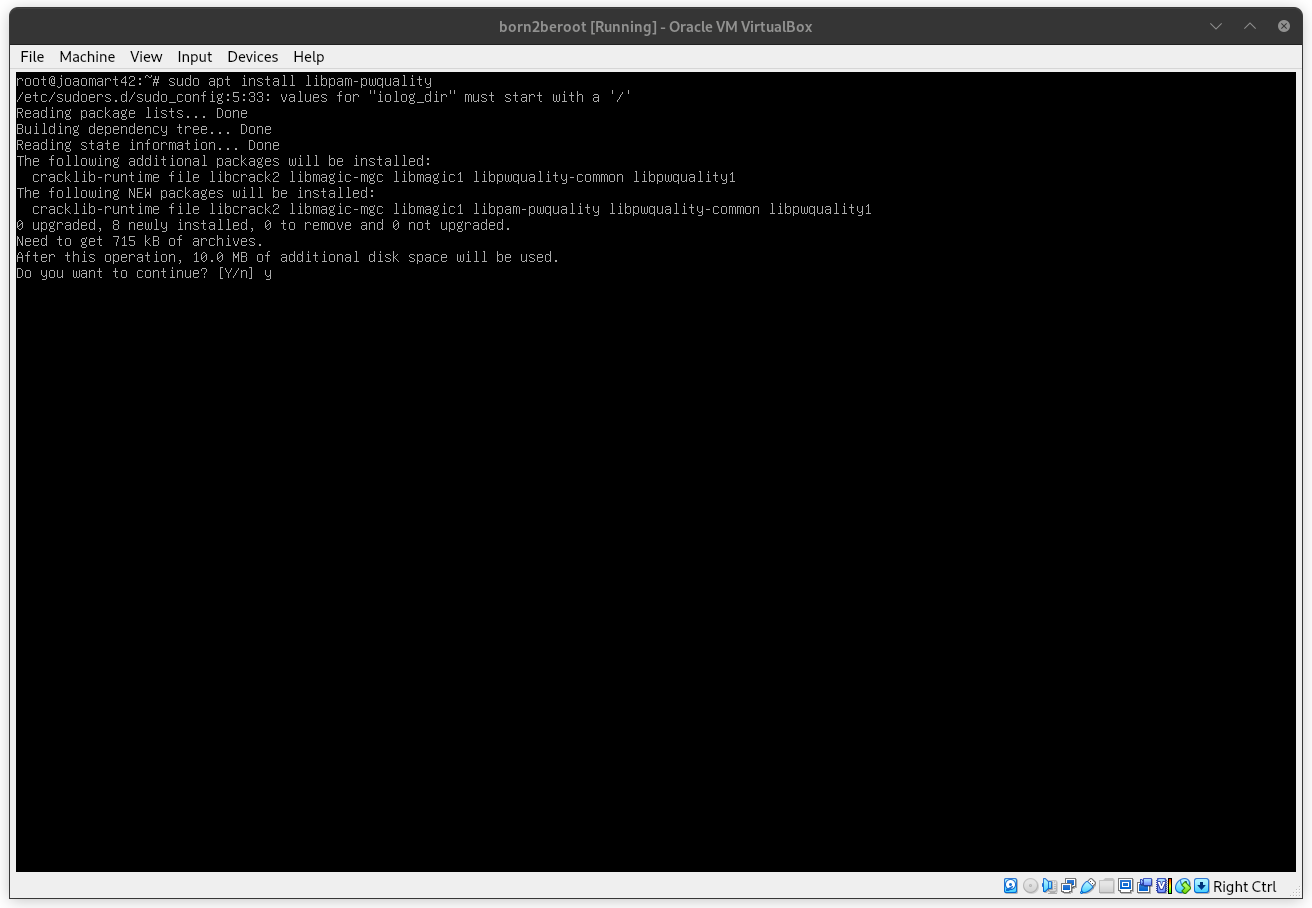 born2beroot [Running] - Oracle VM VirtualBox
File Machine View Input Devices Help
root@joaomart42:~# sudo apt install libpam-pwquality
/etc/sudoers.d/sudo_config:5:33: values for "iolog_dir" must start with a '/'
Reading package lists... Done
Building dependency tree... Done
Reading state information... Done
The following additional packages will be installed:
  cracklib-runtime file libcrack2 libmagic-mgc libmagic1 libpwquality-common libpwquality1
The following NEW packages will be installed:
  cracklib-runtime file libcrack2 libmagic-mgc libmagic1 libpam-pwquality libpwquality-common libpwquality1
0 upgraded, 8 newly installed, 0 to remove and 0 not upgraded.
Need to get 715 kB of archives.
After this operation, 10.0 MB of additional disk space will be used.
Do you want to continue? [Y/n] y
Right Ctrl